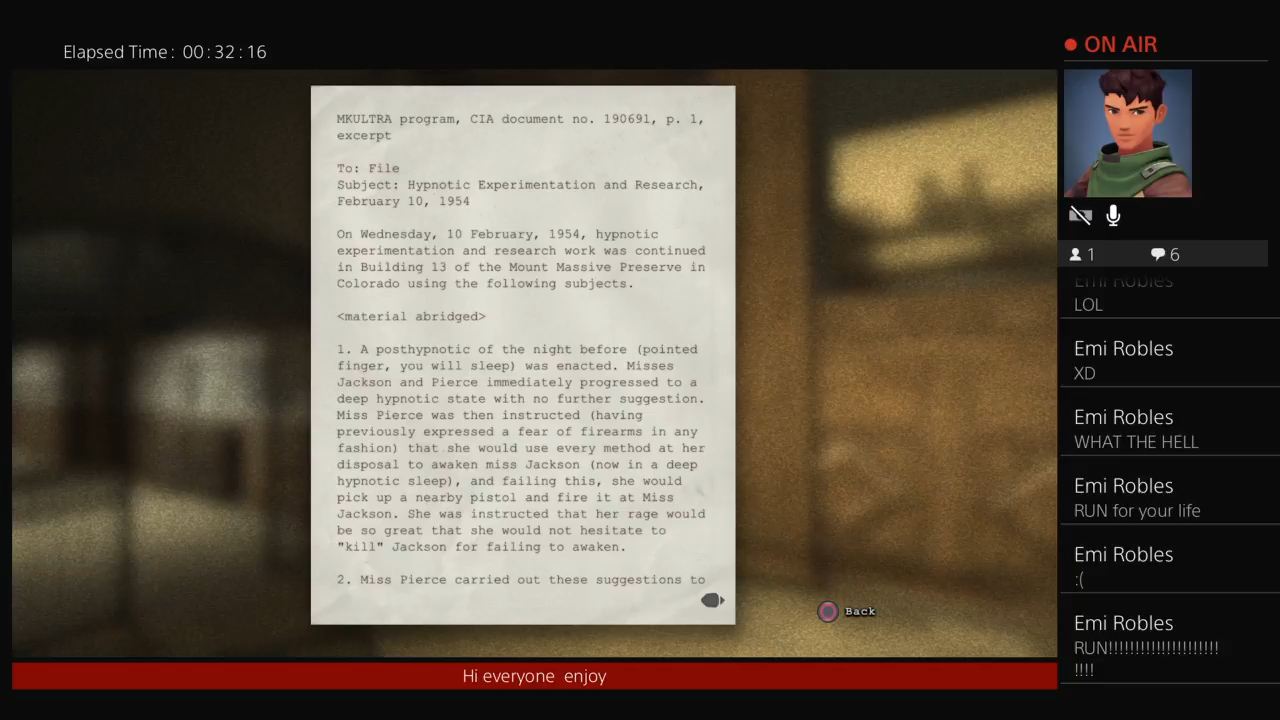 Elapsed Time: 00:32:16
ON AIR
MKULTRA program, CIA document no. 190691, p. 1,
excerpt
To: File
Subject: Hypnotic Experimentation and Research,
February 10, 1954
On Wednesday, 10 February, 1954, hypnotic
experimentation and research work was continued
in Building 13 of the Mount Massive Preserve in
Colorado using the following subjects.
<material abridged>
1. A posthypnotic of the night before (pointed
finger, you will sleep) was enacted. Misses
Jackson and Pierce immediately progressed to a
deep hypnotic state with no further suggestion.
Miss Pierce was then instructed (having
previously expressed a fear of firearms in any
fashion) that she would use every method at her
disposal to awaken miss Jackson (now in a deep
hypnotic sleep), and failing this, she would
pick up a nearby pistol and fire it at Miss
Jackson. She was instructed that her rage would
be so great that she would not hesitate to
"kill" Jackson for failing to awaken.
2. Miss Pierce carried out these suggestions to
Back
Hi everyone enjoy
1 6
Emi Robles
LOL
Emi Robles
XD
Emi Robles
WHAT THE HELL
Emi Robles
RUN for your life
Emi Robles
:(
Emi Robles
RUN!!!!!!!!!!!!!!!!!!!!!
!!!!